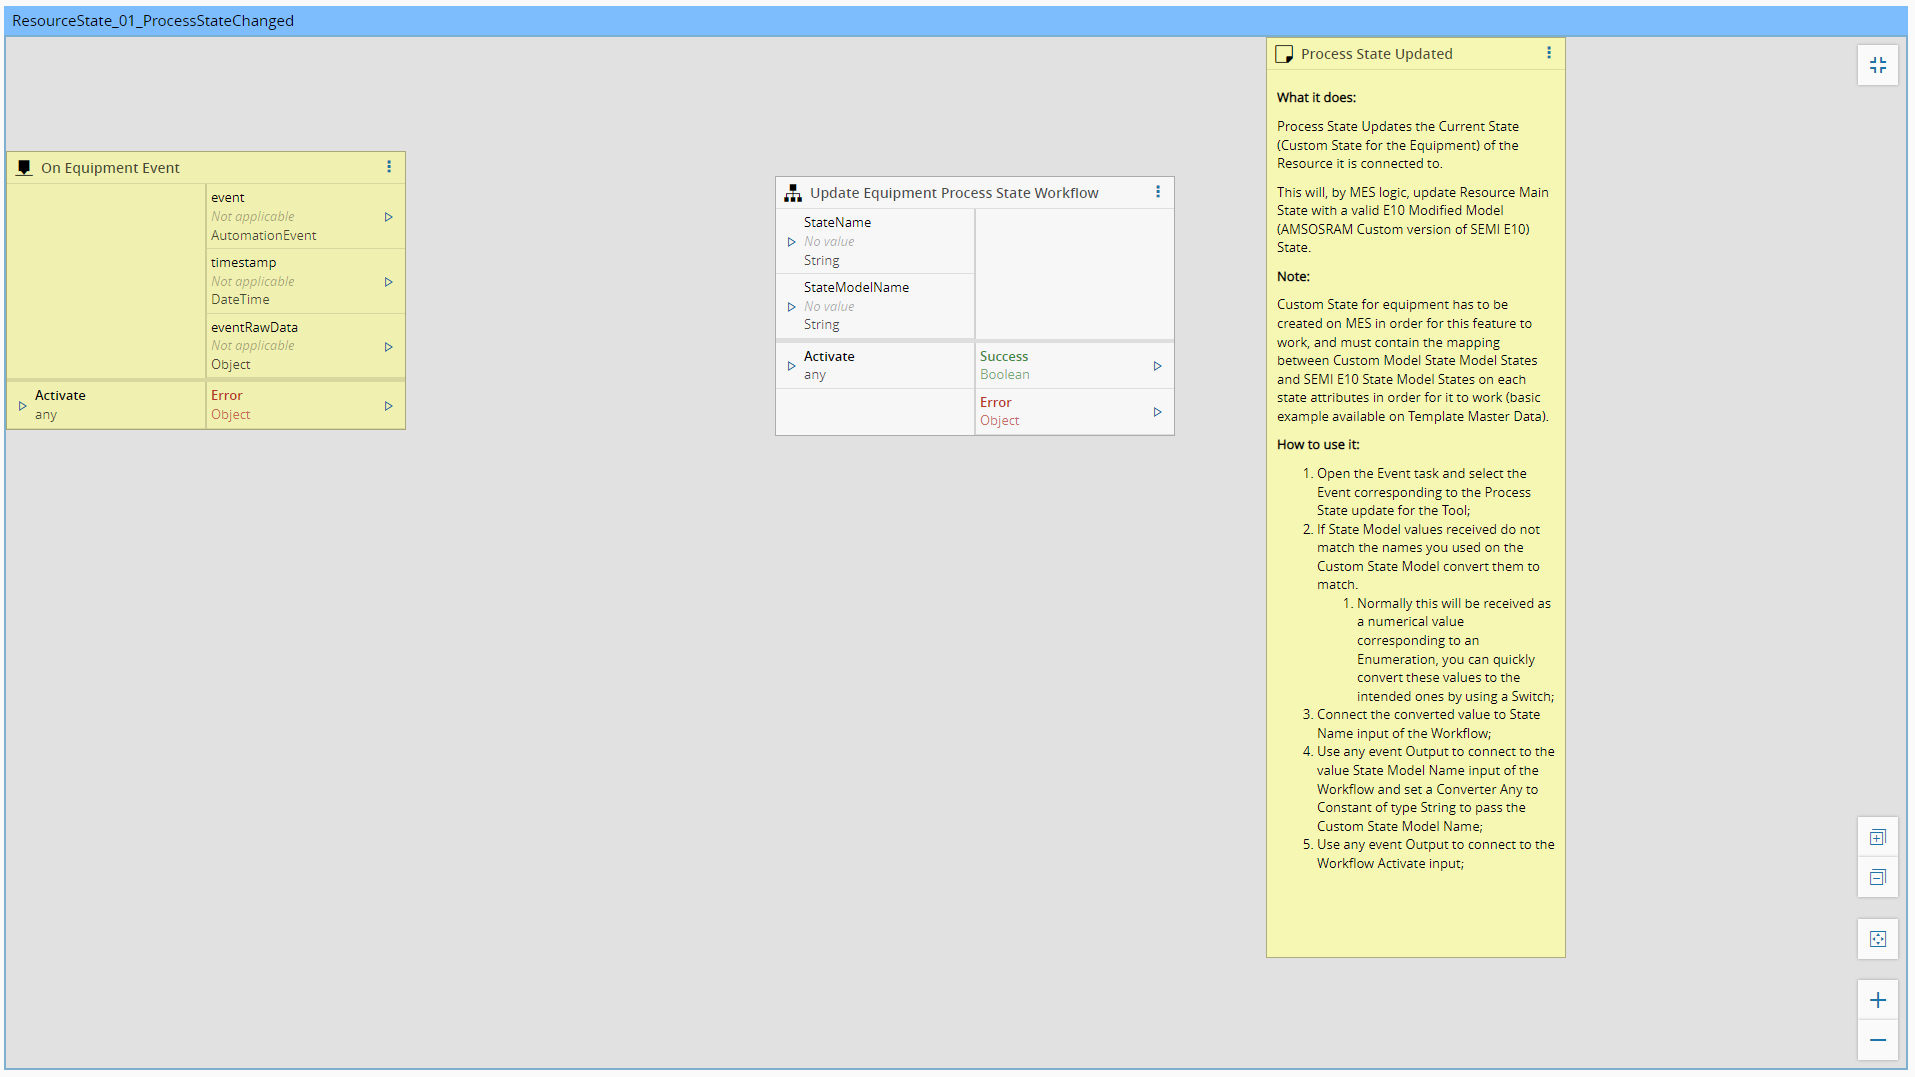 ResourceState_01_ProcessStateChanged
On Equipment Event
event
Not applicable
AutomationEvent
timestamp
Not applicable
DateTime
eventRawData
Not applicable
Object
Activate
any
Error
Object
Update Equipment Process State Workflow
StateName
No value
String
StateModelName
No value
String
Activate
any
Success
Boolean
Error
Object
Process State Updated
What it does:
Process State Updates the Current State
(Custom State for the Equipment) of the
Resource it is connected to.
This will, by MES logic, update Resource Main
State with a valid E10 Modified Model
(AMSOSRAM Custom version of SEMI E10)
State.
Note:
Custom State for equipment has to be
created on MES in order for this feature to
work, and must contain the mapping
between Custom Model State Model States
and SEMI E10 State Model States on each
state attributes in order for it to work (basic
example available on Template Master Data).
How to use it:
1. Open the Event task and select the
Event corresponding to the Process
State update for the Tool;
2. If State Model values received do not
match the names you used on the
Custom State Model convert them to
match.
1. Normally this will be received as
a numerical value
corresponding to an
Enumeration, you can quickly
convert these values to the
intended ones by using a Switch;
3. Connect the converted value to State
Name input of the Workflow;
4. Use any event Output to connect to the
value State Model Name input of the
Workflow and set a Converter Any to
Constant of type String to pass the
Custom State Model Name;
5. Use any event Output to connect to the
Workflow Activate input;